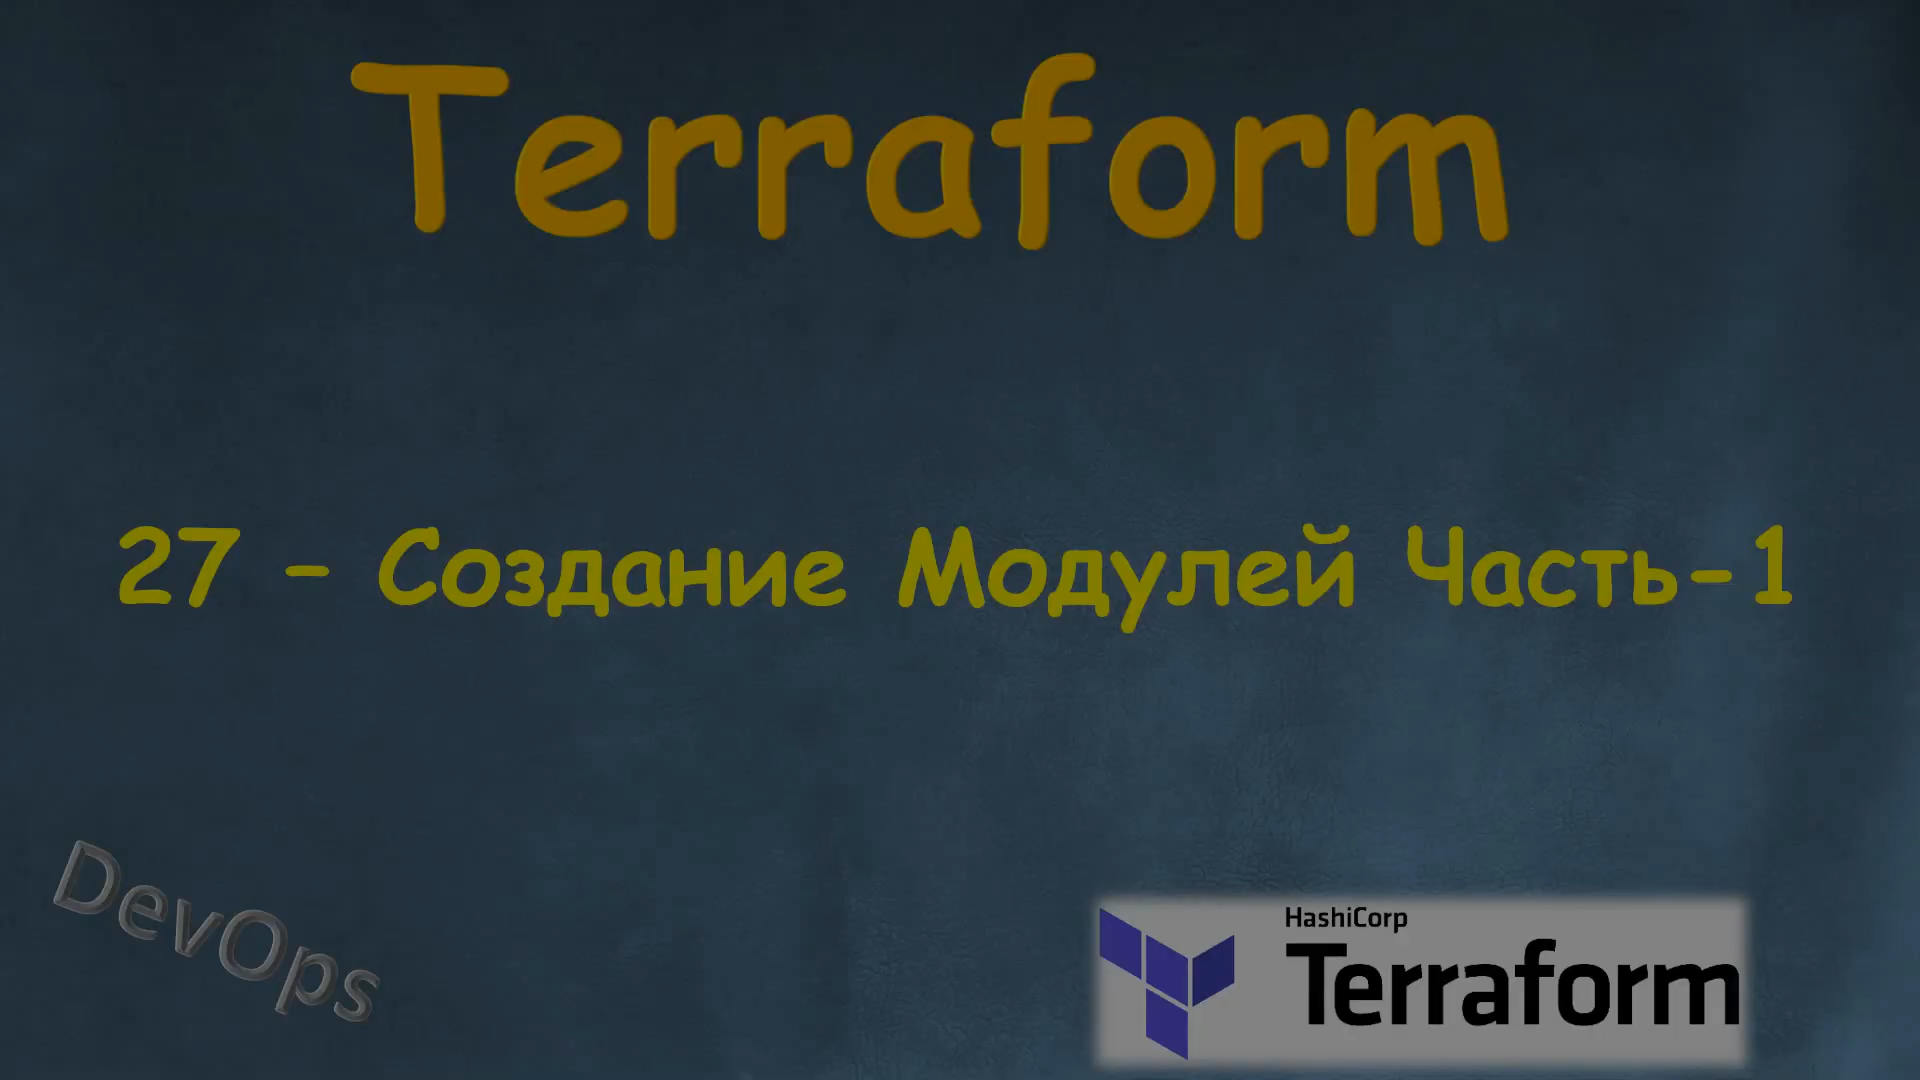 Terraform
27 – Создание Модулей Часть-1
DevOps
HashiCorp
Terraform